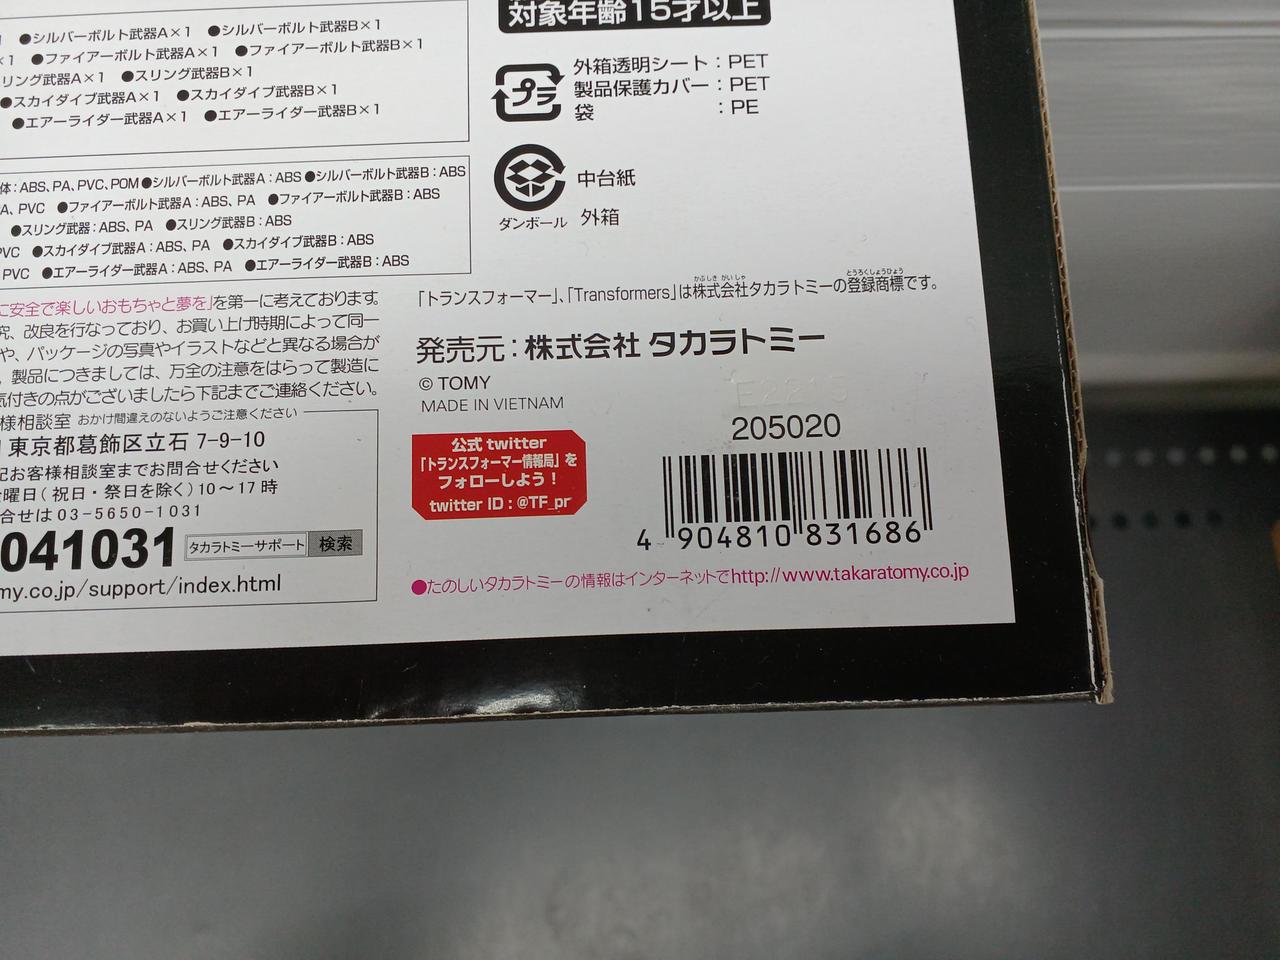 ●シルバーボルト武器A×1 ●シルバーボルト武器B×1
×1 ●ファイアーボルト武器A×1 ●ファイアーボルト武器B×1
リング武器A×1 ●スリング武器B×1
●スカイダイブ武器A×1 ●スカイダイブ武器B×1
●エアーライダー武器A×1 ●エアーライダー武器B×1
体：ABS、PA、PVC、POM●シルバーボルト武器A：ABS●シルバーボルト武器B：ABS
PA、PVC ●ファイアーボルト武器A：ABS、PA ●ファイアーボルト武器B：ABS
●スリング武器：ABS、PA ●スリング武器B：ABS
PVC ●スカイダイブ武器A：ABS、PA ●スカイダイブ武器B：ABS
PVC ●エアーライダー武器A：ABS、PA ●エアーライダー武器B：ABS
に安全で楽しいおもちゃと夢を」を第一に考えております。
究、改良を行なっており、お買い上げ時期によって同一
や、パッケージの写真やイラストなどと異なる場合が
、製品につきましては、万全の注意をはらって製造に
気付きの点がございましたら下記までご連絡ください。
様相談室 おかけ間違えのないようご注意ください
東京都葛飾区立石 7-9-10
記お客様相談室までお問合せください
金曜日(祝日・祭日を除く)10～17時
合せは03-5650-1031
041031 タカラトミーサポート 検索
my.co.jp/support/index.html
対象年齢15才以上
プラ
外箱透明シート：PET
製品保護カバー：PET
袋 ：PE
中台紙
ダンボール 外箱
かぶしき がいしゃ とうろくしょうひょう
「トランスフォーマー」、「Transformers」は株式会社タカラトミーの登録商標です。
発売元：株式会社 タカラトミー
© TOMY
MADE IN VIETNAM
公式twitter
「トランスフォーマー情報局」を
フォローしよう！
twitter ID：@TF_pr
205020
4 904810 831686
●たのしいタカラトミーの情報はインターネットでhttp://www.takaratomy.co.jp